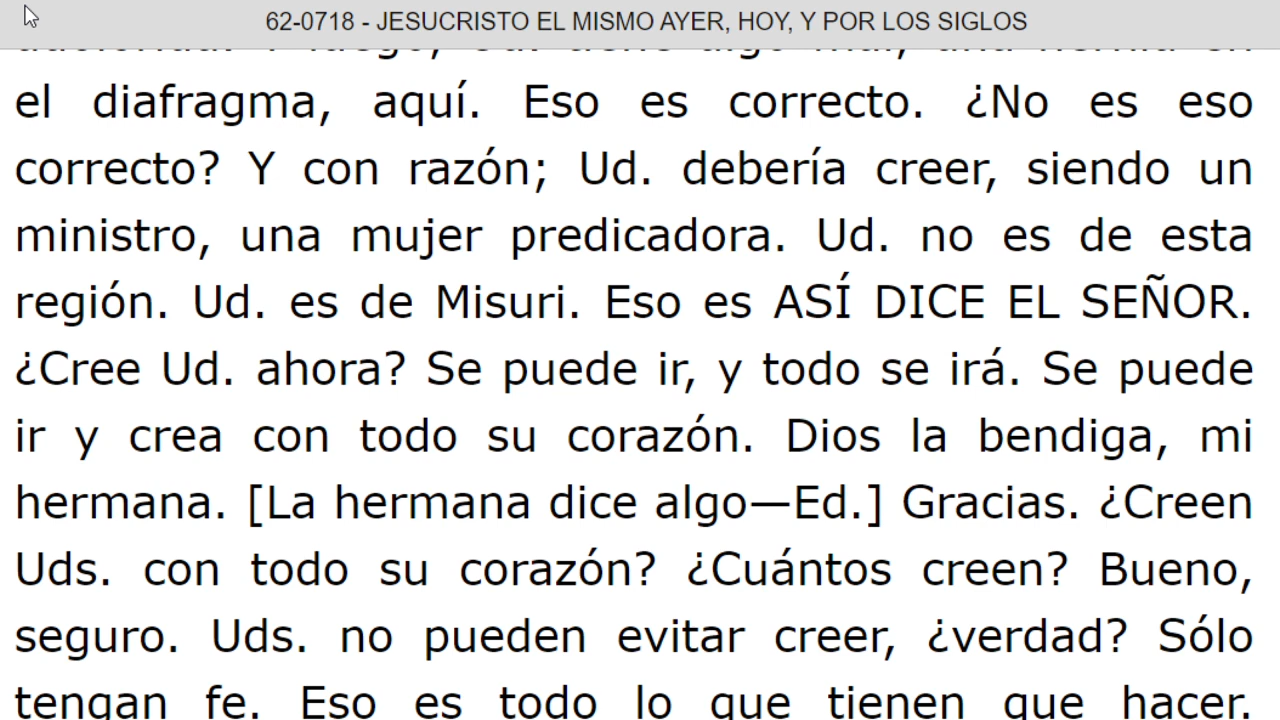 62-0718 - JESUCRISTO EL MISMO AYER, HOY, Y POR LOS SIGLOS
el diafragma, aquí. Eso es correcto. ¿No es eso
correcto? Y con razón; Ud. debería creer, siendo un
ministro, una mujer predicadora. Ud. no es de esta
región. Ud. es de Misuri. Eso es ASÍ DICE EL SEÑOR.
¿Cree Ud. ahora? Se puede ir, y todo se irá. Se puede
ir y crea con todo su corazón. Dios la bendiga, mi
hermana. [La hermana dice algo—Ed.] Gracias. ¿Creen
Uds. con todo su corazón? ¿Cuántos creen? Bueno,
seguro. Uds. no pueden evitar creer, ¿verdad? Sólo
tengan fe. Eso es todo lo que tienen que hacer.